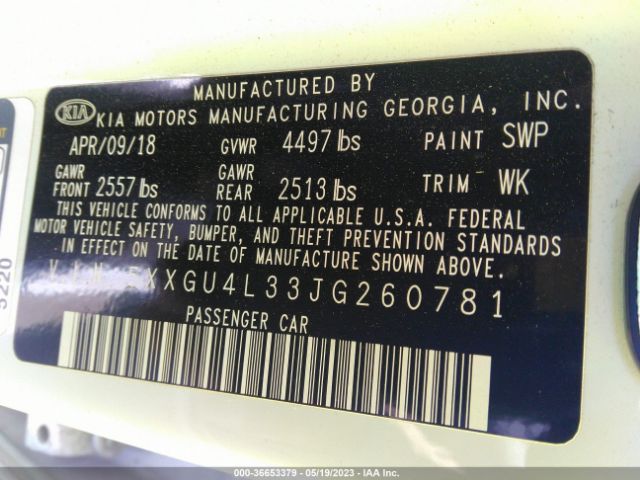 MANUFACTURED BY
KIA KIA MOTORS MANUFACTURING GEORGIA, INC.
APR/09/18 GVWR 4497 lbs PAINT SWP
GAWR FRONT 2557 lbs GAWR REAR 2513 lbs TRIM WK
THIS VEHICLE CONFORMS TO ALL APPLICABLE U.S.A. FEDERAL
MOTOR VEHICLE SAFETY, BUMPER, AND THEFT PREVENTION STANDARDS
IN EFFECT ON THE DATE OF MANUFACTURE SHOWN ABOVE.
V.I.N 5XXGU4L33JG260781
PASSENGER CAR
5220
000-36653379 - 05/19/2023 - IAA Inc.